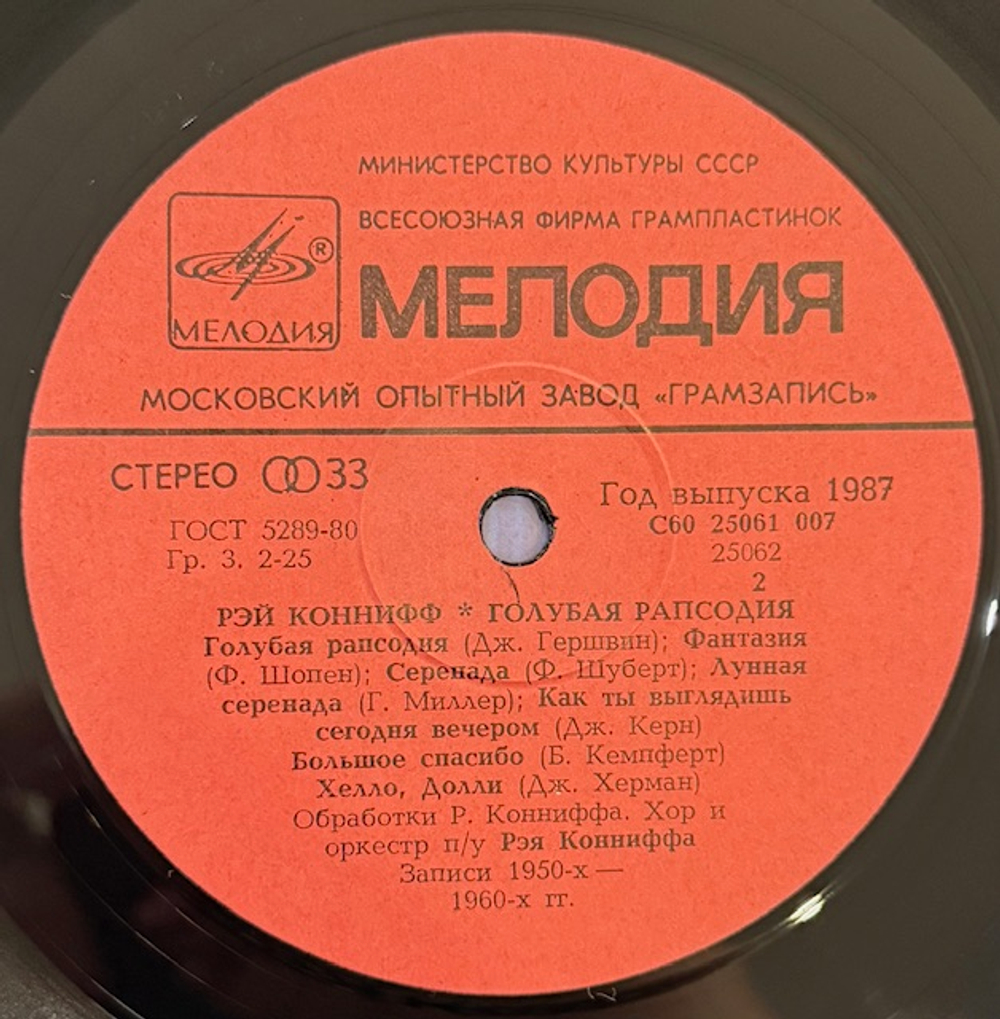 МИНИСТЕРСТВО КУЛЬТУРЫ СССР
ВСЕСОЮЗНАЯ ФИРМА ГРАМПЛАСТИНОК
®
МЕЛОДИЯ
МЕЛОДИЯ
МОСКОВСКИЙ ОПЫТНЫЙ ЗАВОД «ГРАМЗАПИСЬ»
СТЕРЕО 33
Год выпуска 1987
ГОСТ 5289-80
С60 25061 007
Гр. 3. 2-25
25062
2
РЭЙ КОННИФФ * ГОЛУБАЯ РАПСОДИЯ
Голубая рапсодия (Дж. Гершвин); Фантазия
(Ф. Шопен); Серенада (Ф. Шуберт); Лунная
серенада (Г. Миллер); Как ты выглядишь
сегодня вечером (Дж. Керн)
Большое спасибо (Б. Кемпферт)
Хелло, Долли (Дж. Херман)
Обработки Р. Конниффа. Хор и
оркестр п/у Рэя Конниффа
Записи 1950-х —
1960-х гг.